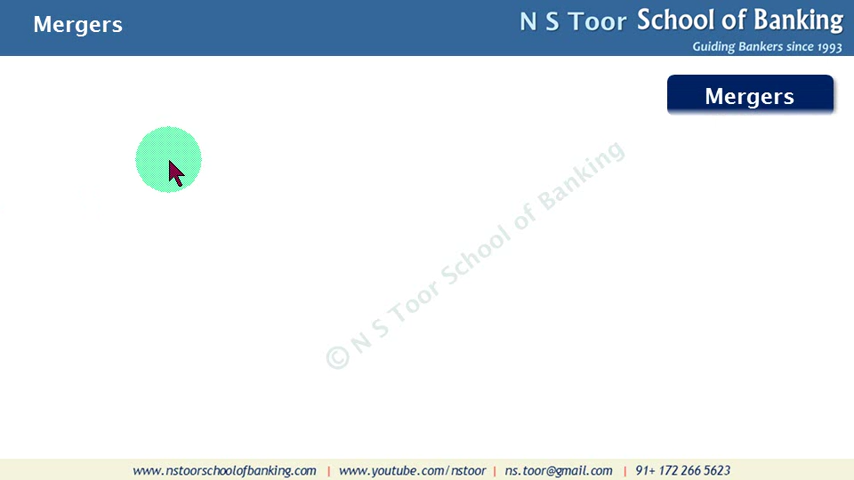 Mergers
N S Toor School of Banking
Guiding Bankers since 1993
Mergers
© N S Toor School of Banking
www.nstoorschoolofbanking.com | www.youtube.com/nstoor | ns.toor@gmail.com | 91+ 172 266 5623